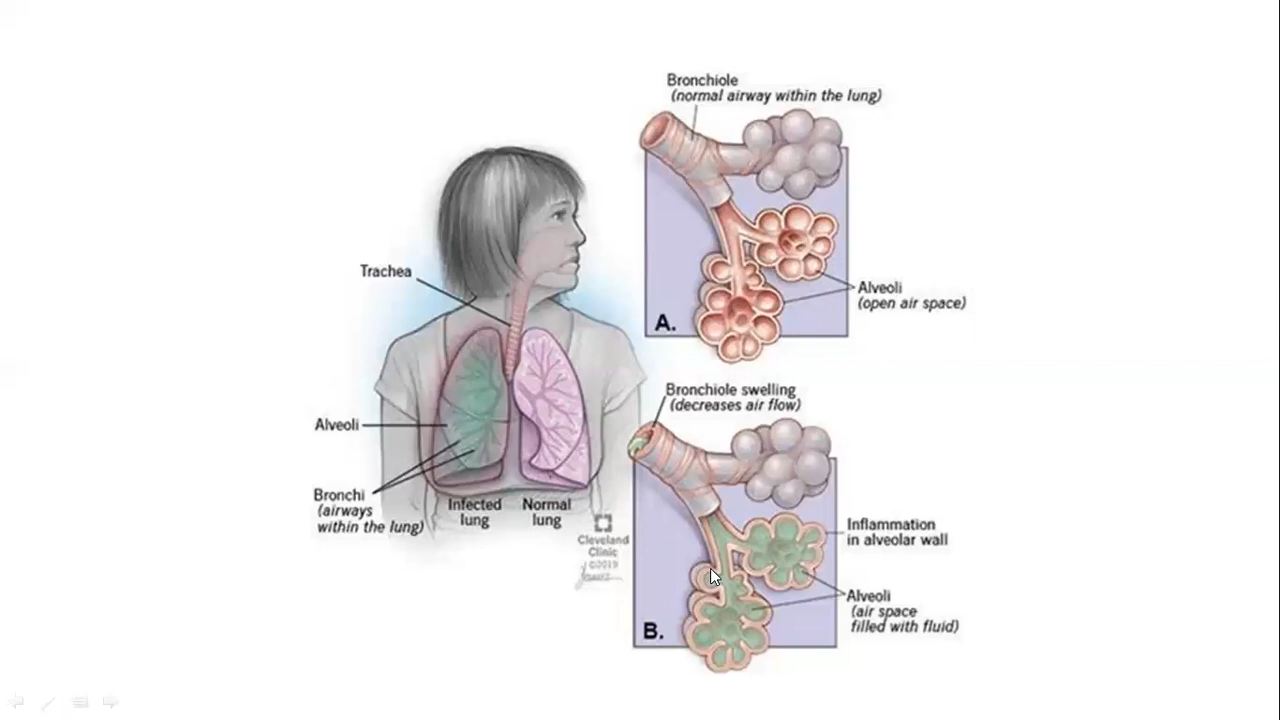 Bronchiole
(normal airway within the lung)
Trachea
Alveoli
(open air space)
A.
Bronchiole swelling
(decreases air flow)
Alveoli
Bronchi
(airways
within the lung)
Infected
lung
Normal
lung
Cleveland
Clinic
©2019
Inflammation
in alveolar wall
Alveoli
(air space
filled with fluid)
B.